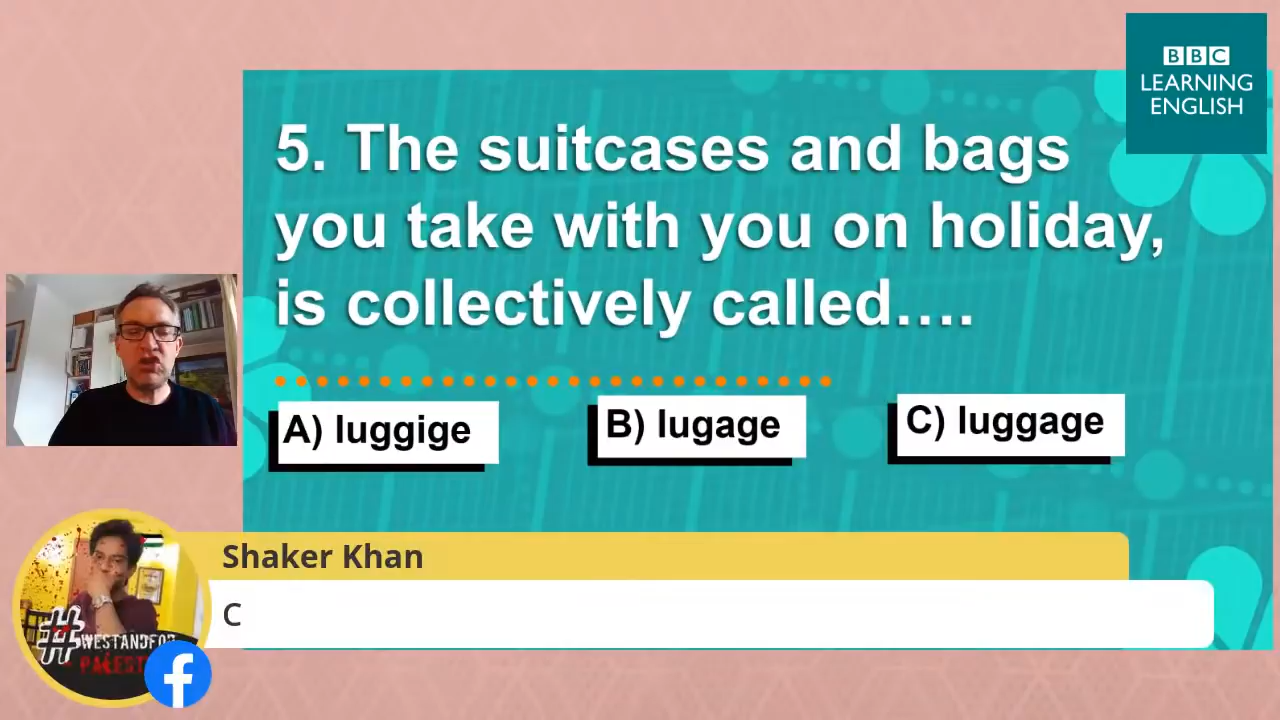 BBC
LEARNING
ENGLISH
5. The suitcases and bags
you take with you on holiday,
is collectively called....
A) luggige
B) lugage
C) luggage
Shaker Khan
C
#WESTANDFOR